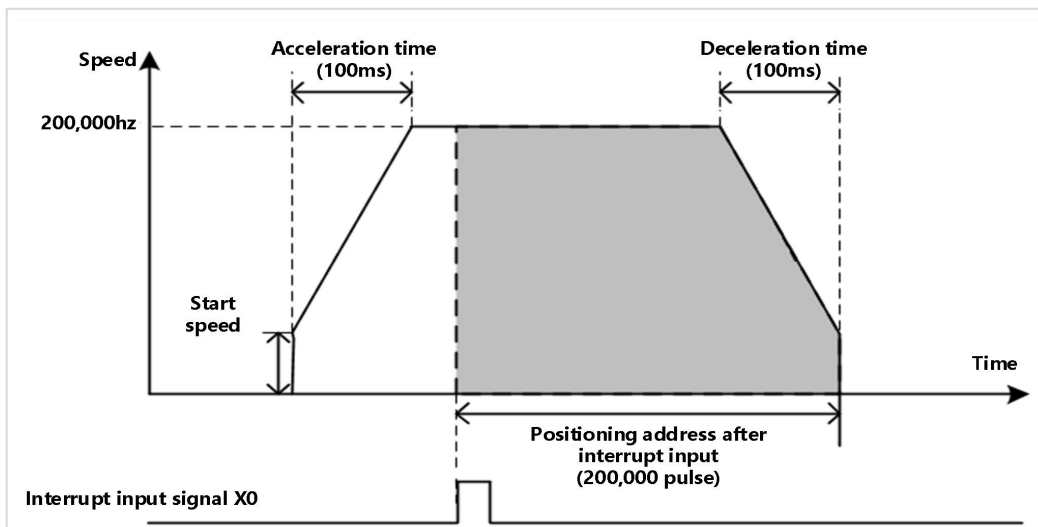 Acceleration time
(100ms)
Deceleration time
(100ms)
Speed
200,000hz
Start
speed
Time
Positioning address after
interrupt input
(200,000 pulse)
Interrupt input signal X0